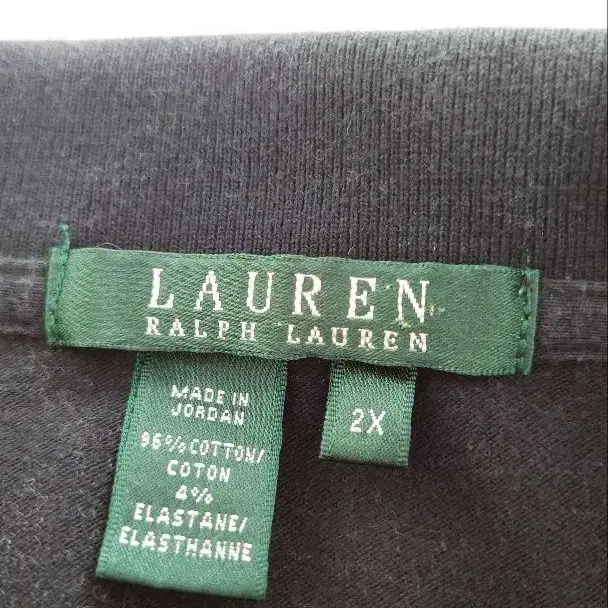 LAUREN
RALPH LAUREN
MADE IN
JORDAN
96% COTTON/
COTON
4%
ELASTANE/
ELASTHANNE
2X